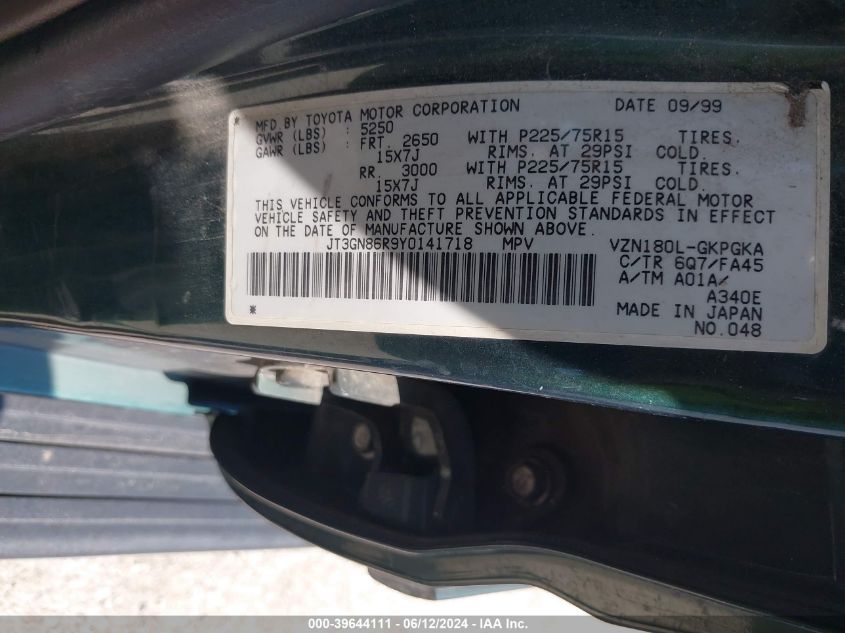 MFD BY TOYOTA MOTOR CORPORATION DATE 09/99
GVWR (LBS) : 5250
GAWR (LBS) : FRT. 2650 WITH P225/75R15 TIRES.
15X7J RIMS. AT 29PSI COLD.
RR. 3000 WITH P225/75R15 TIRES.
15X7J RIMS. AT 29PSI COLD.
THIS VEHICLE CONFORMS TO ALL APPLICABLE FEDERAL MOTOR
VEHICLE SAFETY AND THEFT PREVENTION STANDARDS IN EFFECT
ON THE DATE OF MANUFACTURE SHOWN ABOVE.
JT3GN86R9Y0141718 MPV VZN180L-GKPGKA
C/TR 6Q7/FA45
A/TM A01A/
A340E
MADE IN JAPAN
NO.048
000-39644111 - 06/12/2024 - IAA Inc.